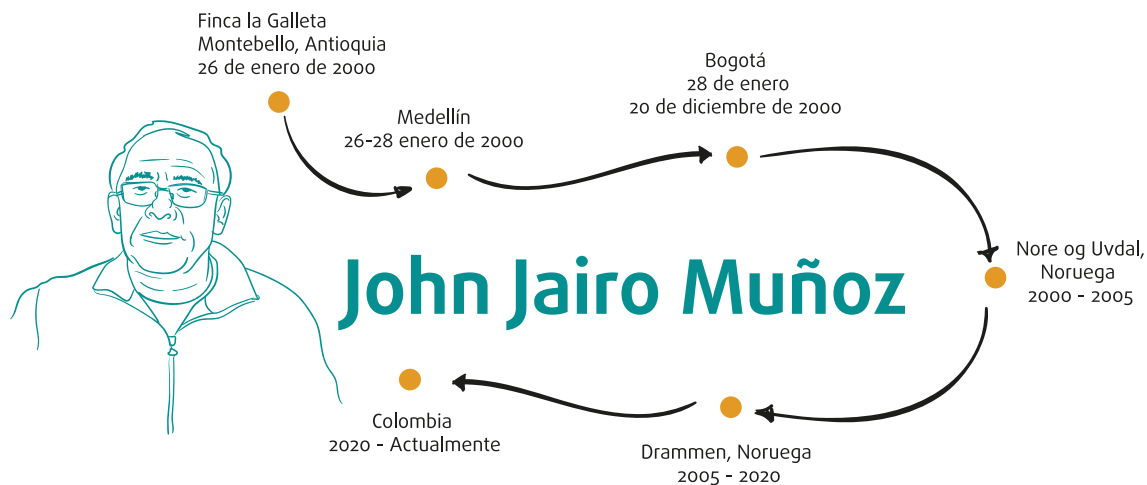 Finca la Galleta
Montebello, Antioquia
26 de enero de 2000
Medellín
26-28 enero de 2000
Bogotá
28 de enero
20 de diciembre de 2000
Nore og Uvdal,
Noruega
2000 - 2005
John Jairo Muñoz
Colombia
2020 - Actualmente
Drammen, Noruega
2005 - 2020